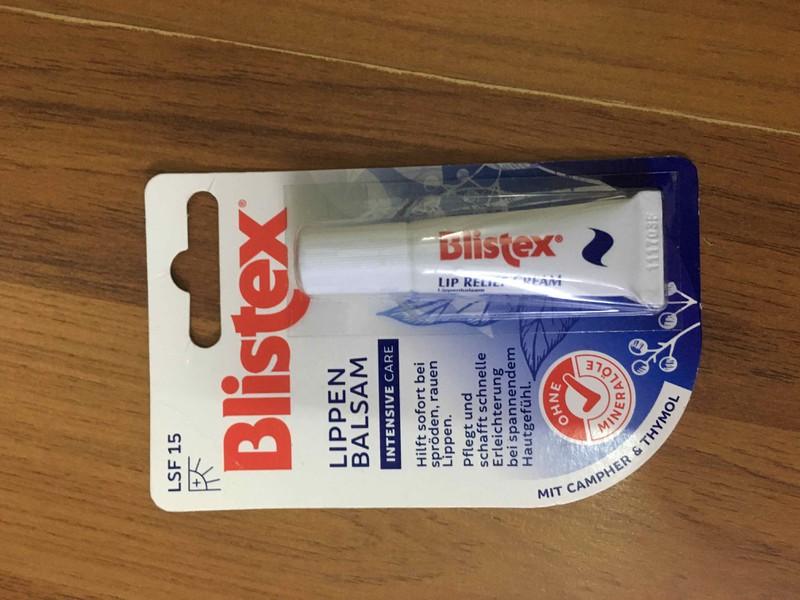 LSF 15
Blistex®
LIPPEN
BALSAM
INTENSIVE CARE
Hilft sofort bei
spröden, rauen
Lippen.
Pflegt und
schafft schnelle
Erleichterung
bei spannendem
Hautgefühl.
OHNE
MINERALÖLE
MIT CAMPHER & THYMOL
Blistex®
LIP RELIEF CREAM
Lippenbalsam